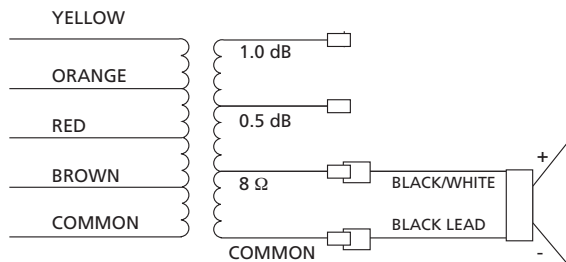 YELLOW
1.0 dB
ORANGE
0.5 dB
RED
BROWN
8 Ω
+
BLACK/WHITE
COMMON
BLACK LEAD
COMMON
-